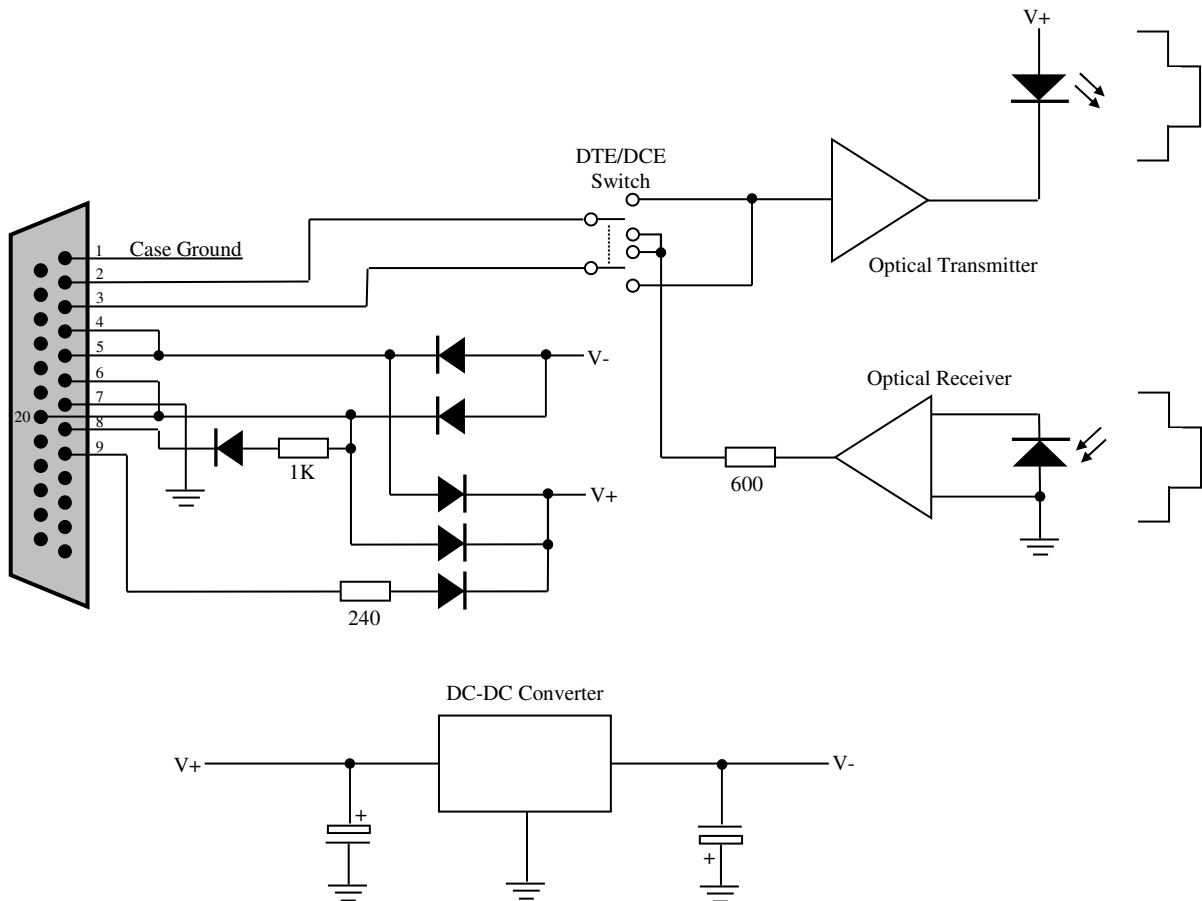 V+
DTE/DCE
Switch
1
Case Ground
2
3
Optical Transmitter
4
5
V-
6
Optical Receiver
7
20
8
9
1K
600
V+
240
DC-DC Converter
V+
V-
+
+